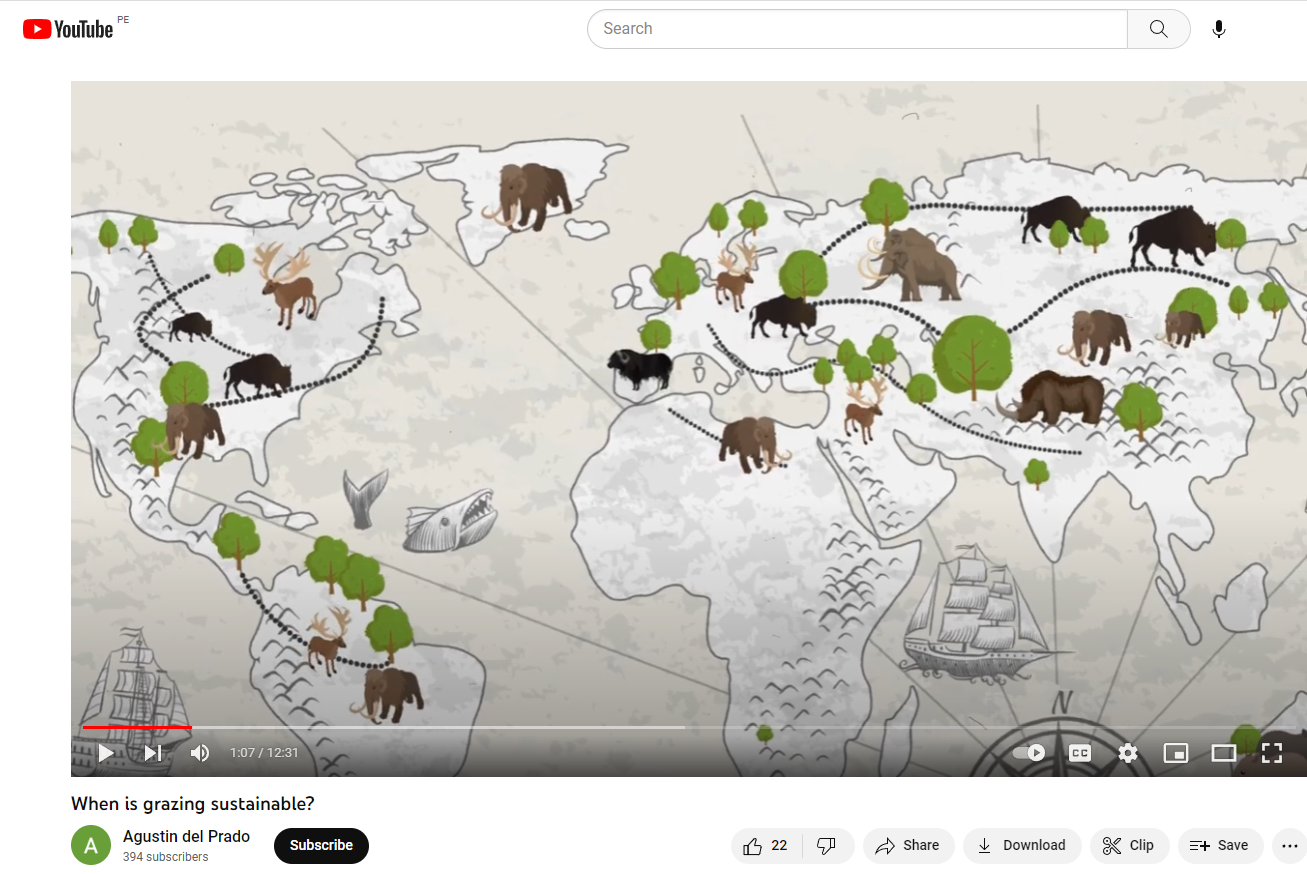 YouTube PE
Search
N
1:07 / 12:31
CC
When is grazing sustainable?
A
Agustin del Prado
394 subscribers
Subscribe
22
Share
Download
Clip
Save